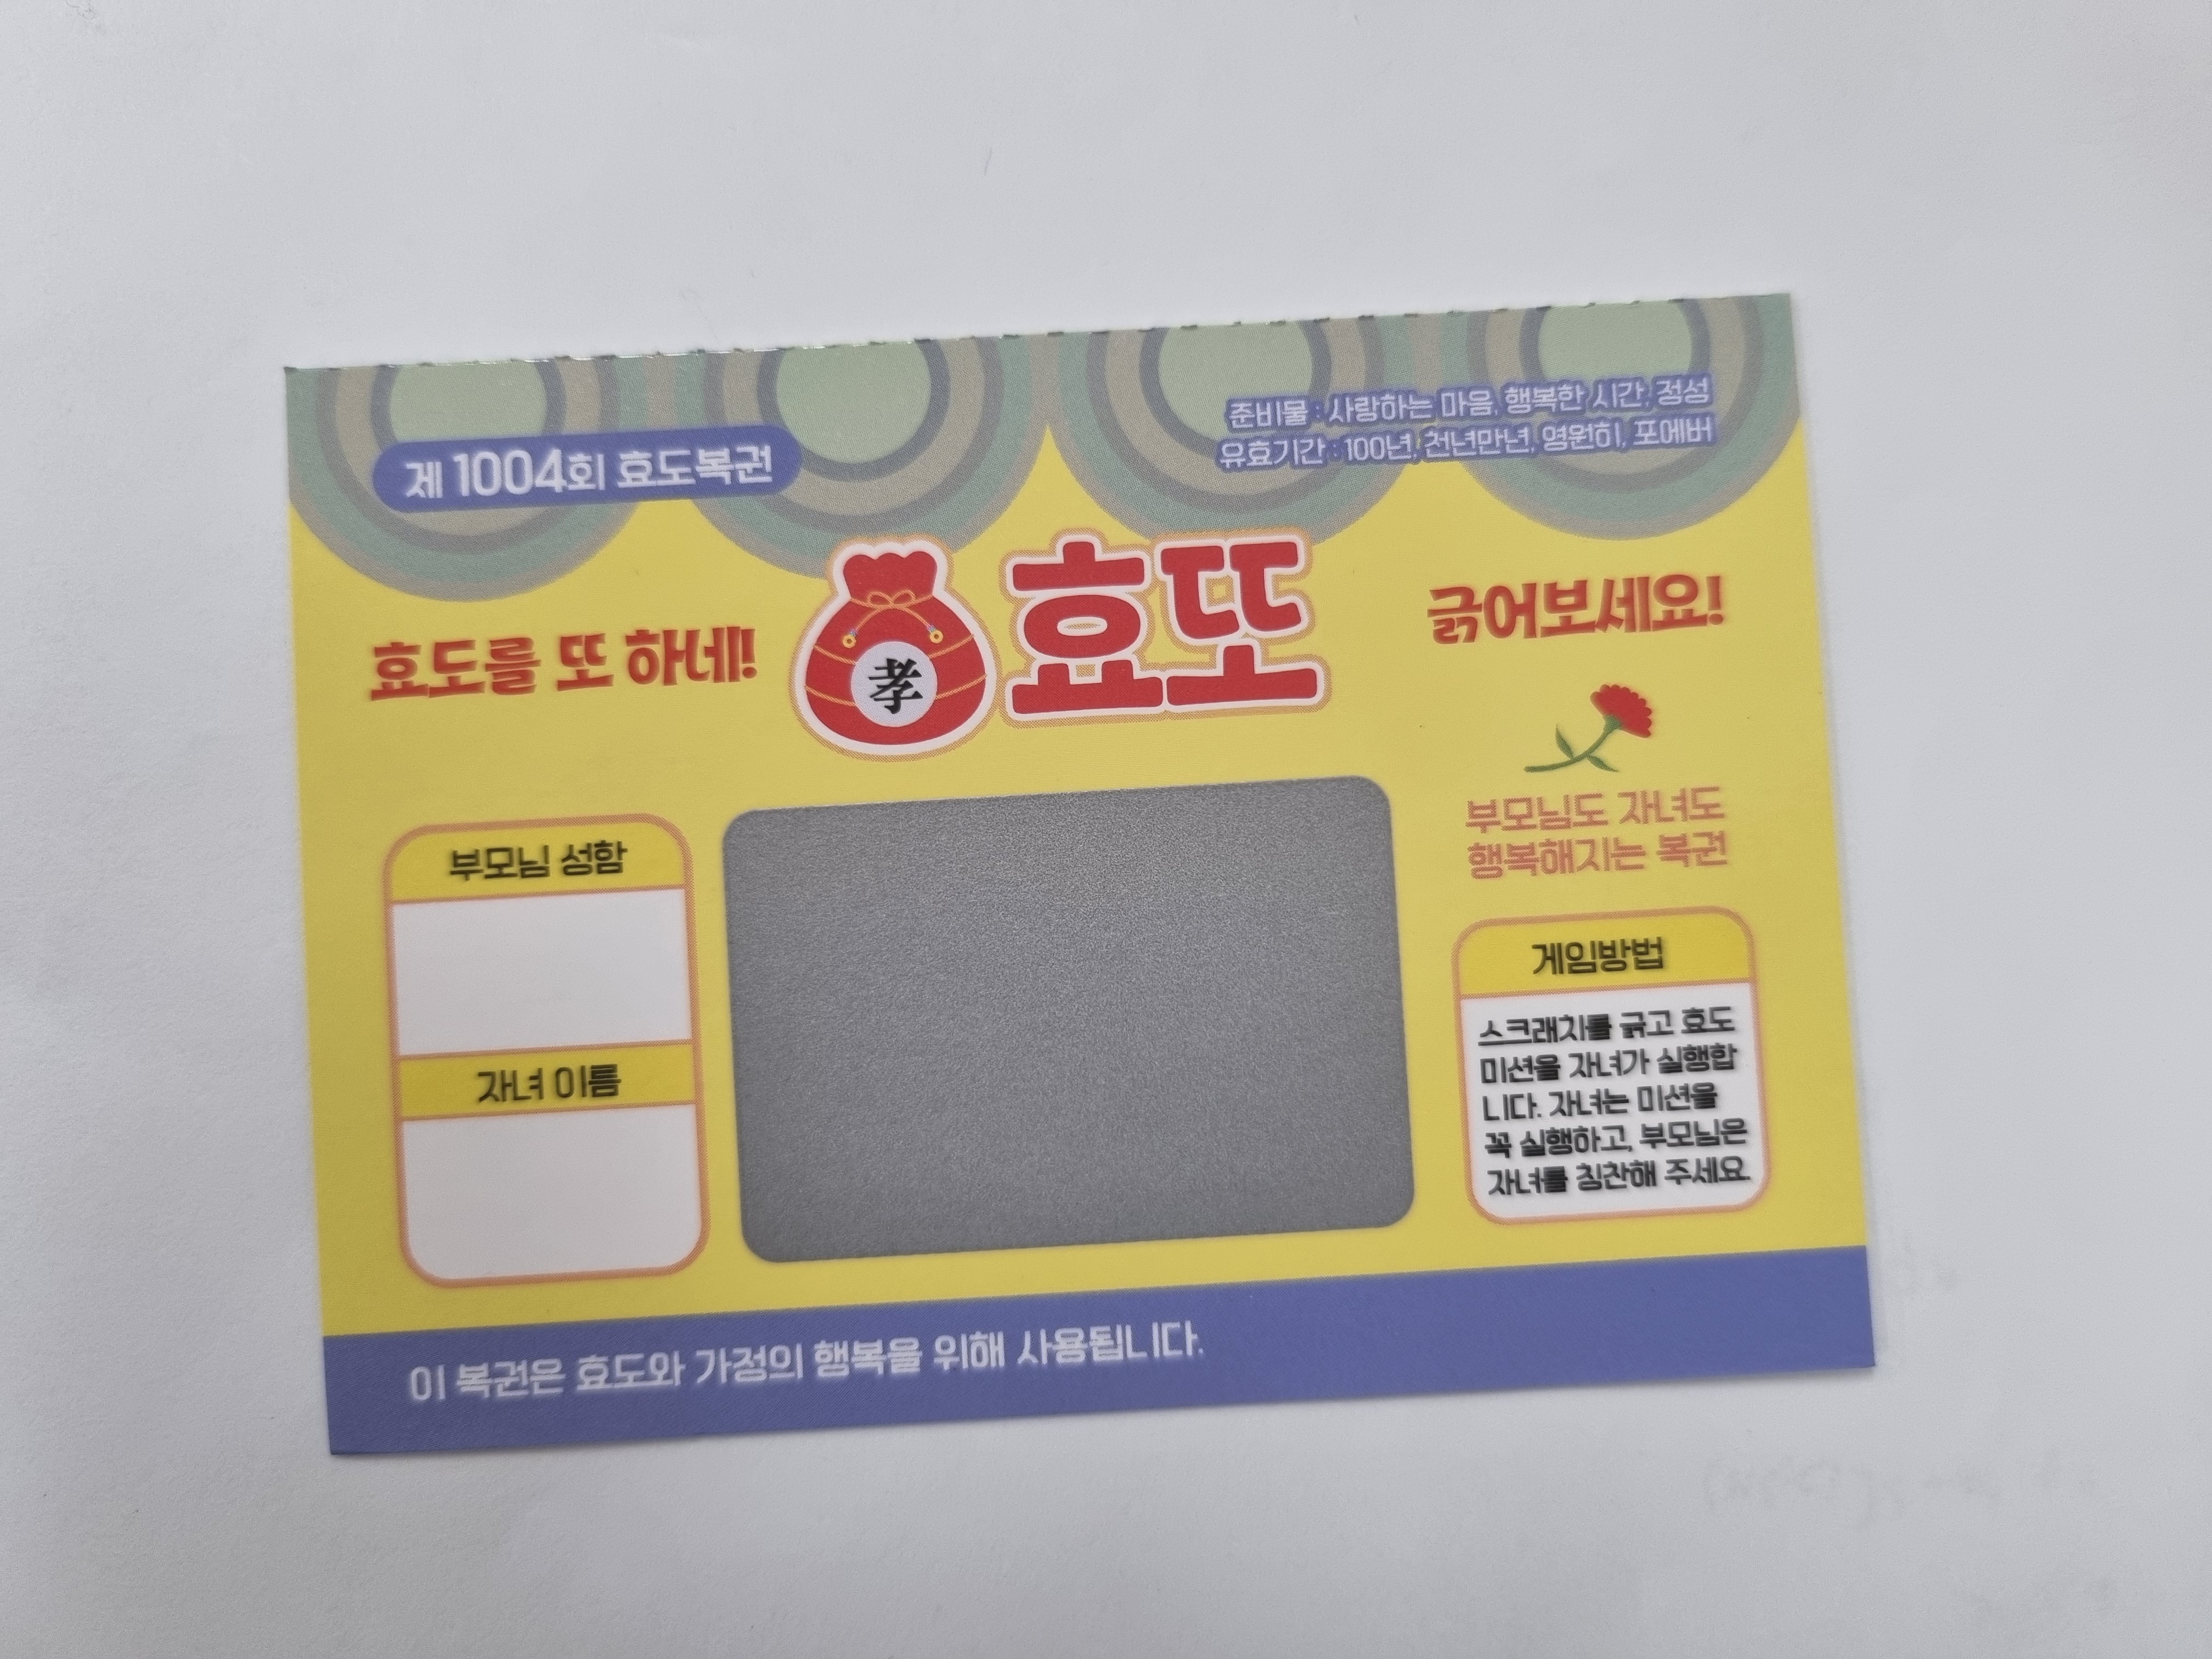 제 1004회 효도복권
준비물 : 사랑하는 마음, 행복한 시간, 정성
유효기간 : 100년, 천년만년, 영원히, 포에버
효도를 또 하네!
孝
효또
긁어보세요!
부모님 성함
자녀 이름
부모님도 자녀도
행복해지는 복권
게임방법
스크래치를 긁고 효도
미션을 자녀가 실행합
니다. 자녀는 미션을
꼭 실행하고 부모님은
자녀를 칭찬해 주세요
이 복권은 효도와 가정의 행복을 위해 사용됩니다.